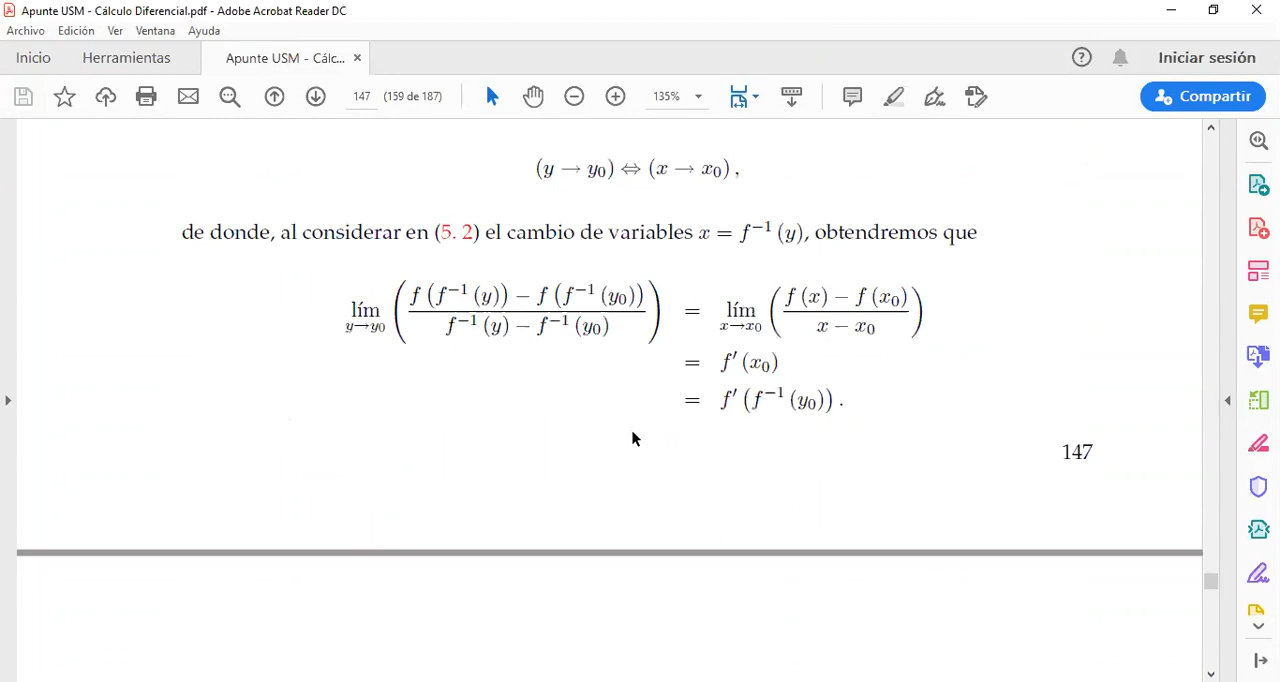 Apunte USM - Cálculo Diferencial.pdf - Adobe Acrobat Reader DC
Archivo Edición Ver Ventana Ayuda
Inicio Herramientas Apunte USM - Cálc... × Iniciar sesión
147 (159 de 187) 135% Compartir
(y → y₀) ⇔ (x → x₀) ,
de donde, al considerar en (5. 2) el cambio de variables x = f⁻¹ (y), obtendremos que
lím_{y→y₀} ( (f (f⁻¹ (y)) − f (f⁻¹ (y₀))) / (f⁻¹ (y) − f⁻¹ (y₀)) ) = lím_{x→x₀} ( (f (x) − f (x₀)) / (x − x₀) )
= f′ (x₀)
= f′ (f⁻¹ (y₀)) .
147